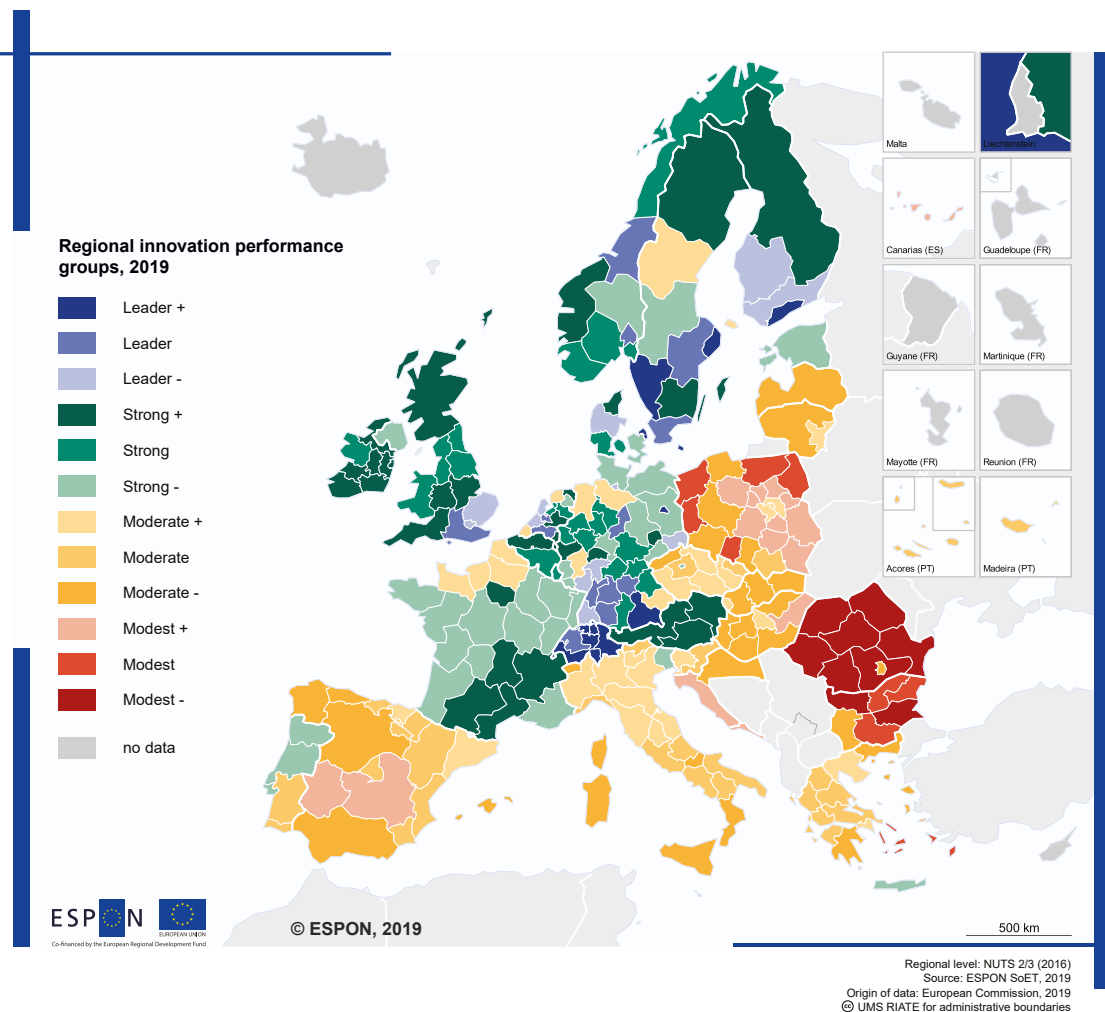 Regional innovation performance
groups, 2019
Leader +
Leader
Leader -
Strong +
Strong
Strong -
Moderate +
Moderate
Moderate -
Modest +
Modest
Modest -
no data
Malta
Liechtenstein
Canarias (ES)
Guadeloupe (FR)
Guyane (FR)
Martinique (FR)
Mayotte (FR)
Reunion (FR)
Acores (PT)
Madeira (PT)
ESPON
EUROPEAN UNION
Co-financed by the European Regional Development Fund
© ESPON, 2019
500 km
Regional level: NUTS 2/3 (2016)
Source: ESPON SoET, 2019
Origin of data: European Commission, 2019
UMS RIATE for administrative boundaries